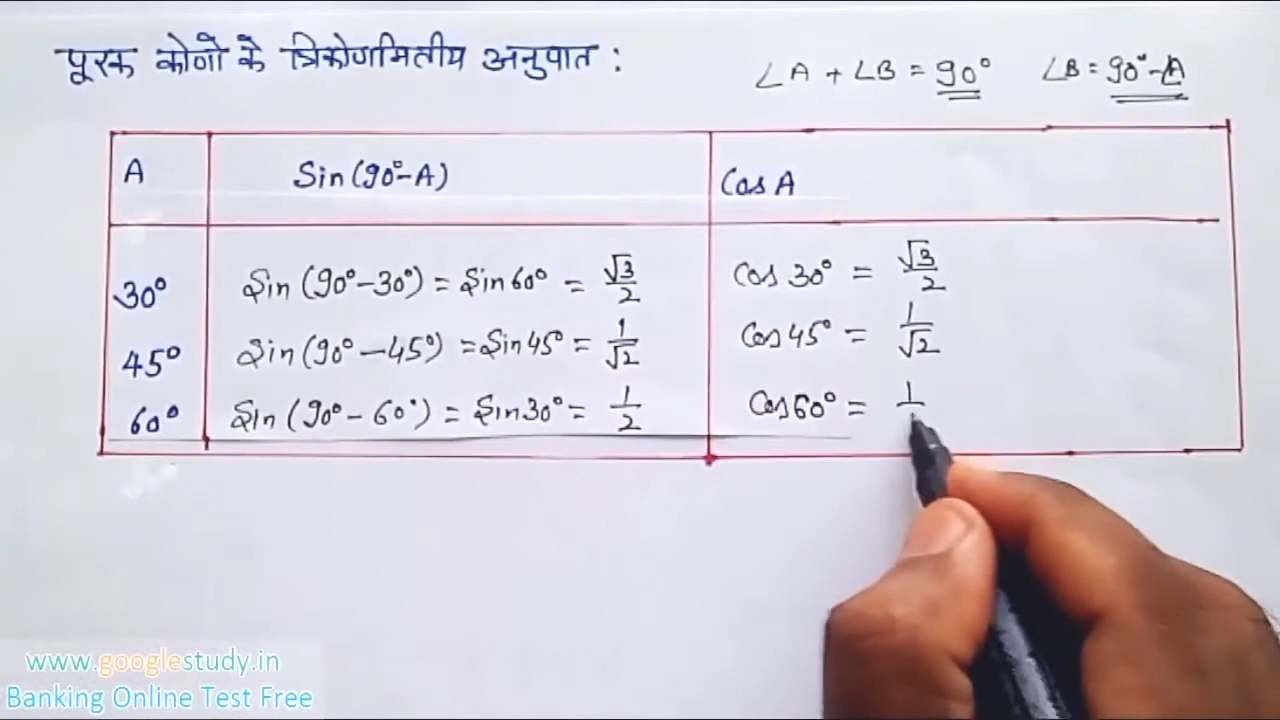 पूरक कोणो के त्रिकोणमितीय अनुपात :
∠A + ∠B = 90° ∠B = 90°-∠A
A Sin(90°-A) Cos A
30° Sin (90°-30°) = Sin 60° = √3/2 Cos 30° = √3/2
45° Sin (90°-45°) = Sin 45° = 1/√2 Cos 45° = 1/√2
60° Sin (90°-60°) = Sin 30° = 1/2 Cos 60° = 1/
www.googlestudy.in
Banking Online Test Free